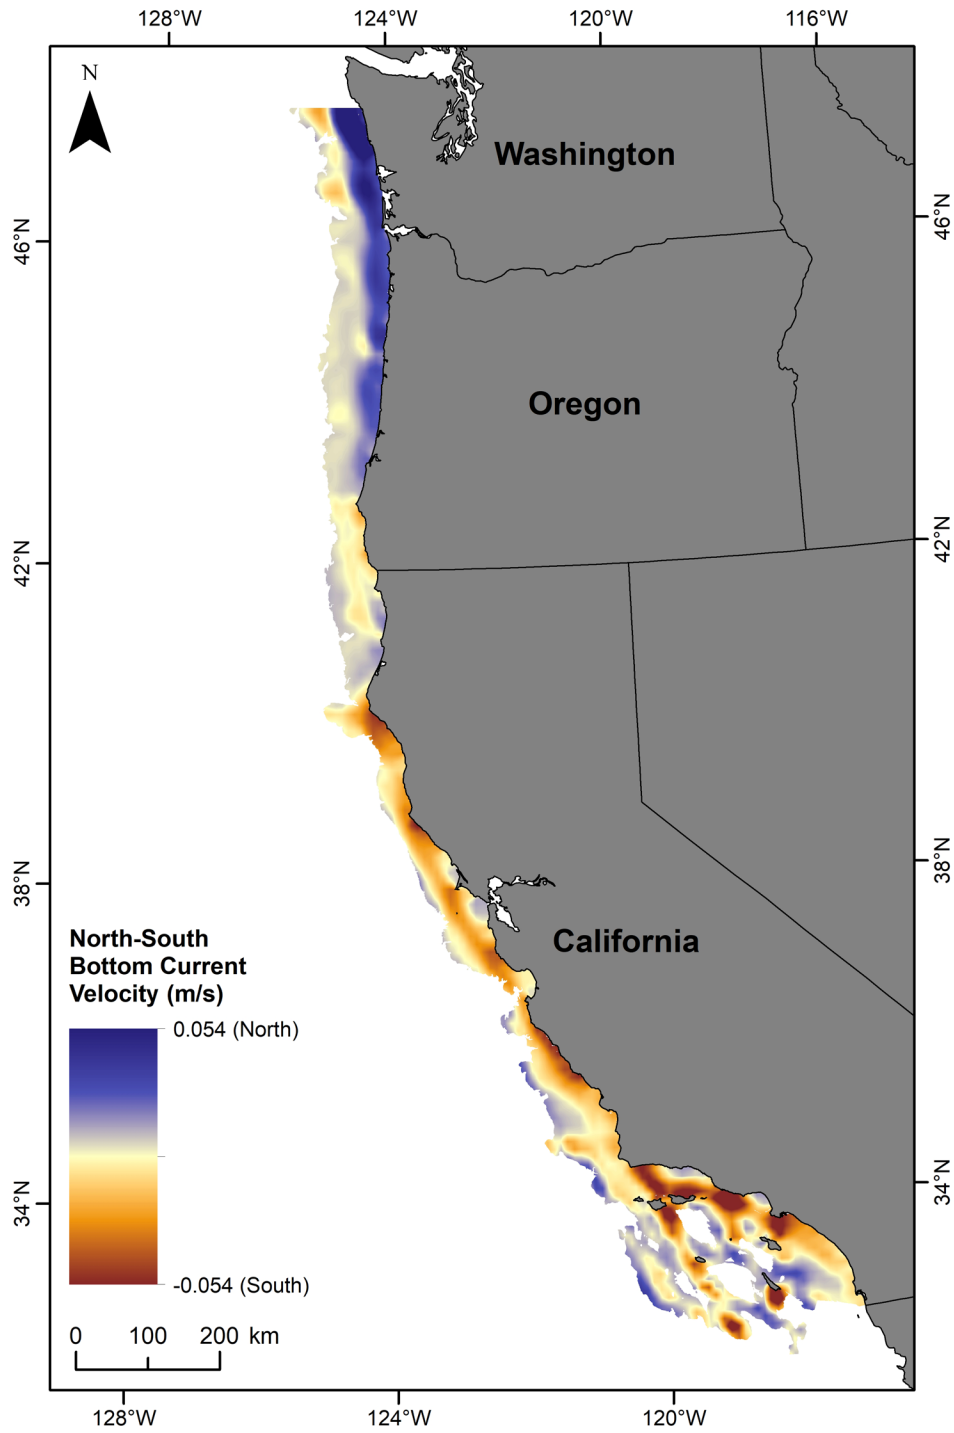 128°W 124°W 120°W 116°W
N
Washington
46°N 46°N
Oregon
42°N 42°N
38°N 38°N
California
North-South
Bottom Current
Velocity (m/s)
0.054 (North)
34°N 34°N
-0.054 (South)
0 100 200 km
128°W 124°W 120°W